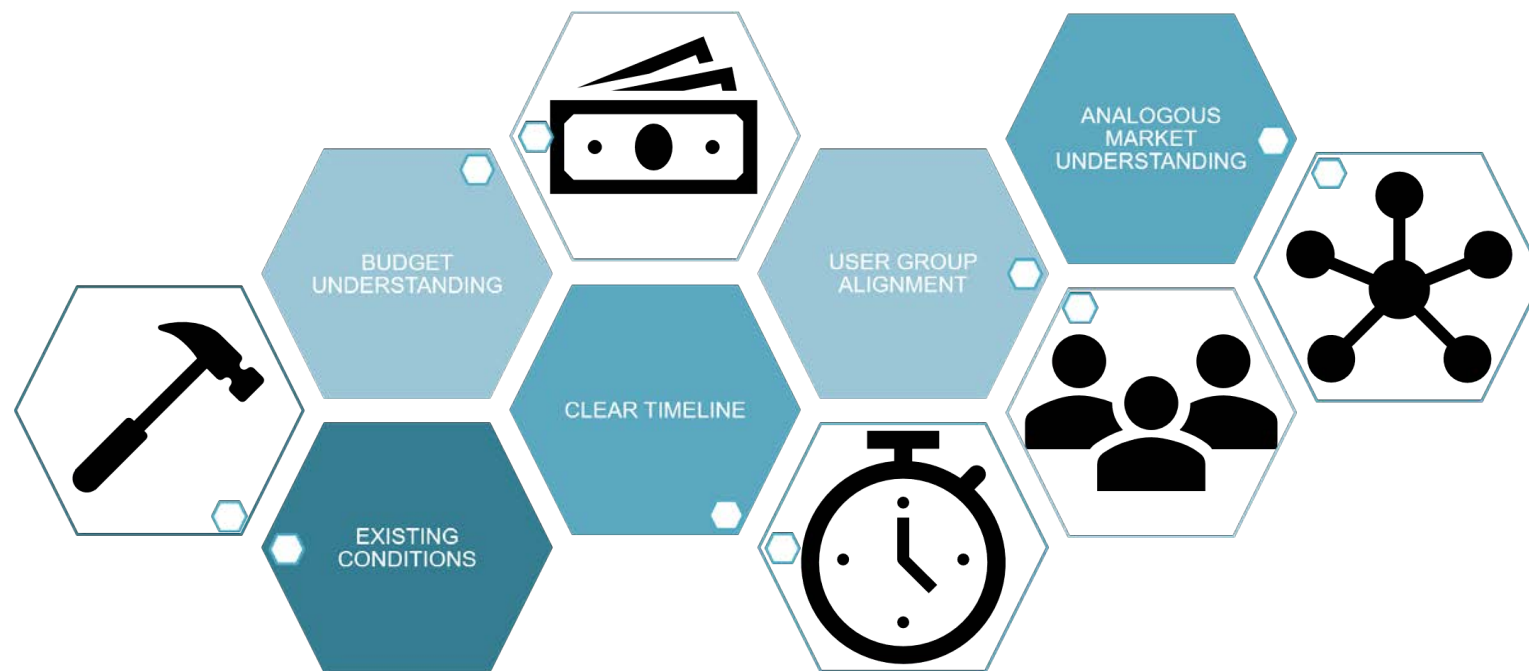 ANALOGOUS
MARKET
UNDERSTANDING
BUDGET
UNDERSTANDING
USER GROUP
ALIGNMENT
CLEAR TIMELINE
EXISTING
CONDITIONS